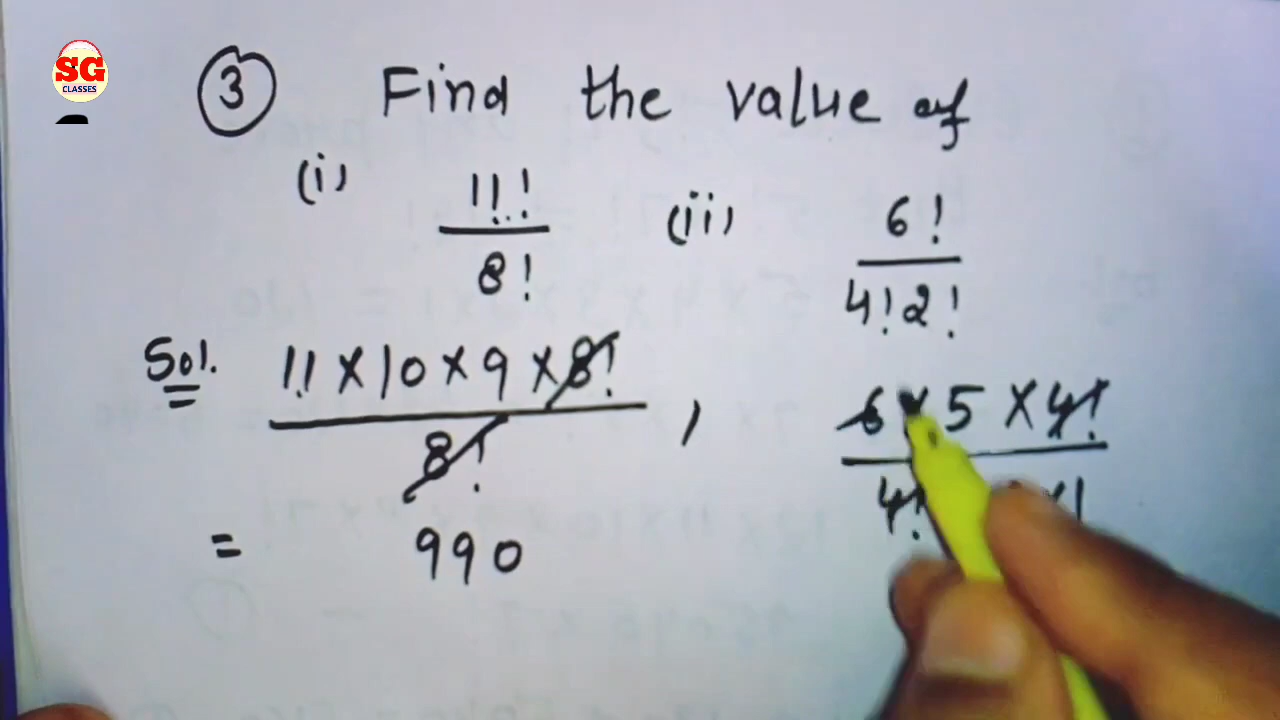 SG
CLASSES
③ Find the value of
(i) 11! / 8! (ii) 6! / 4!2!
Sol. 11 × 10 × 9 × 8! / 8! , 6 × 5 × 4! / 4! × 1
= 990